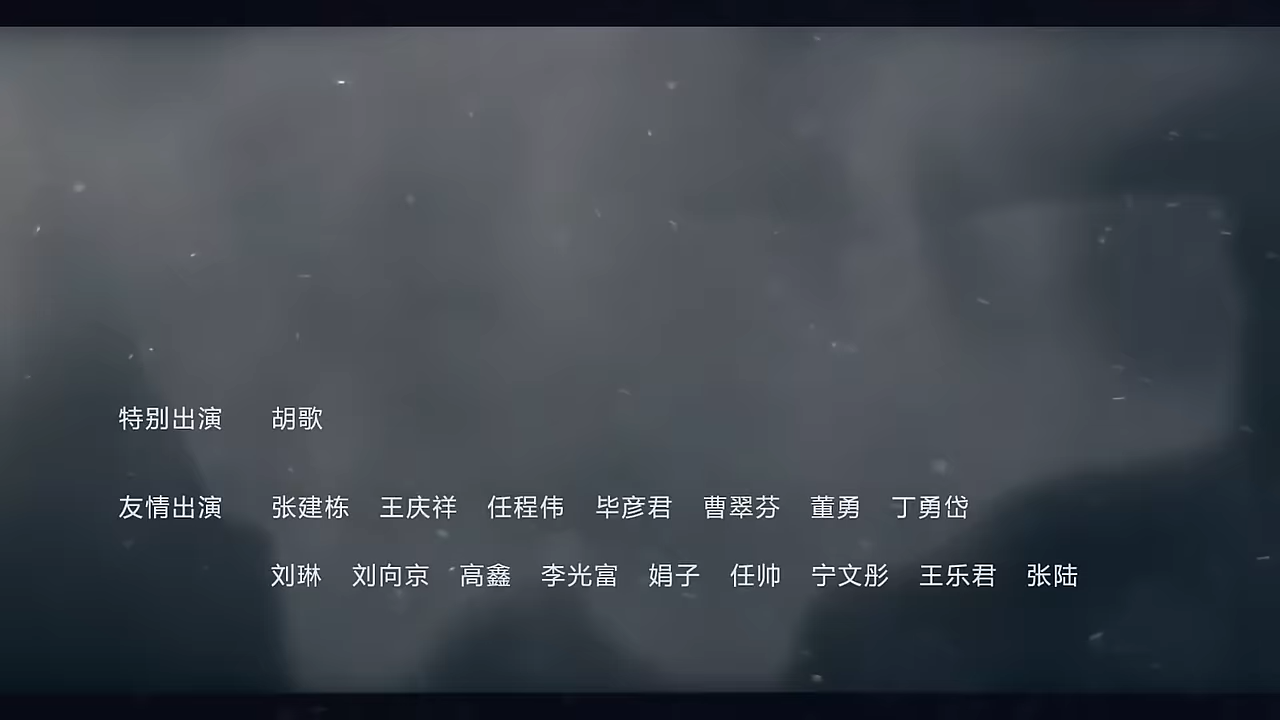 特别出演 胡歌
友情出演 张建栋 王庆祥 任程伟 毕彦君 曹翠芬 董勇 丁勇岱
刘琳 刘向京 高鑫 李光富 娟子 任帅 宁文彤 王乐君 张陆